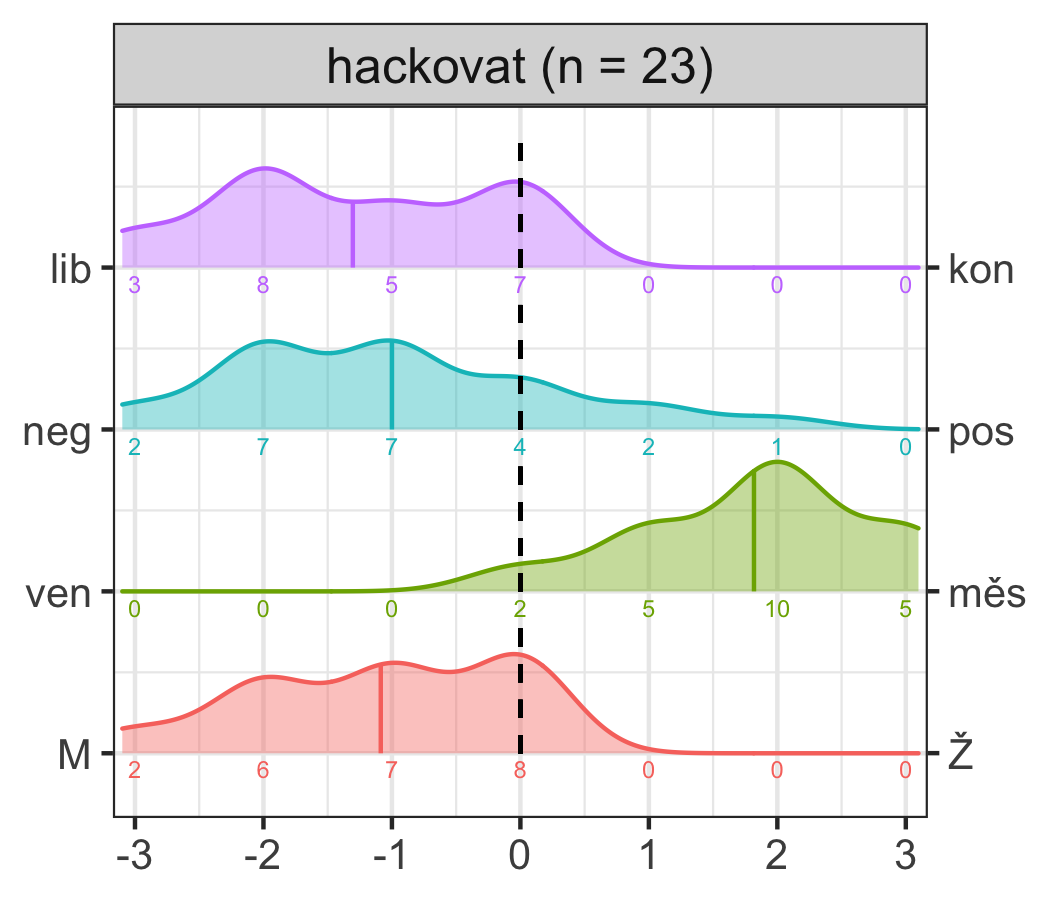 hackovat (n = 23)
lib kon
3 8 5 7 0 0 0
neg pos
2 7 7 4 2 1 0
ven měs
0 0 0 2 5 10 5
M Ž
2 6 7 8 0 0 0
-3 -2 -1 0 1 2 3